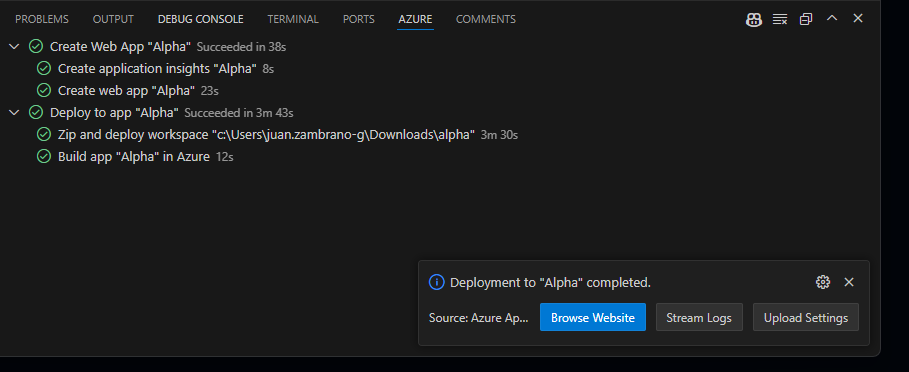 PROBLEMS OUTPUT DEBUG CONSOLE TERMINAL PORTS AZURE COMMENTS
Create Web App "Alpha" Succeeded in 38s
Create application insights "Alpha" 8s
Create web app "Alpha" 23s
Deploy to app "Alpha" Succeeded in 3m 43s
Zip and deploy workspace "c:\Users\juan.zambrano-g\Downloads\alpha" 3m 30s
Build app "Alpha" in Azure 12s
Deployment to "Alpha" completed.
Source: Azure Ap... Browse Website Stream Logs Upload Settings